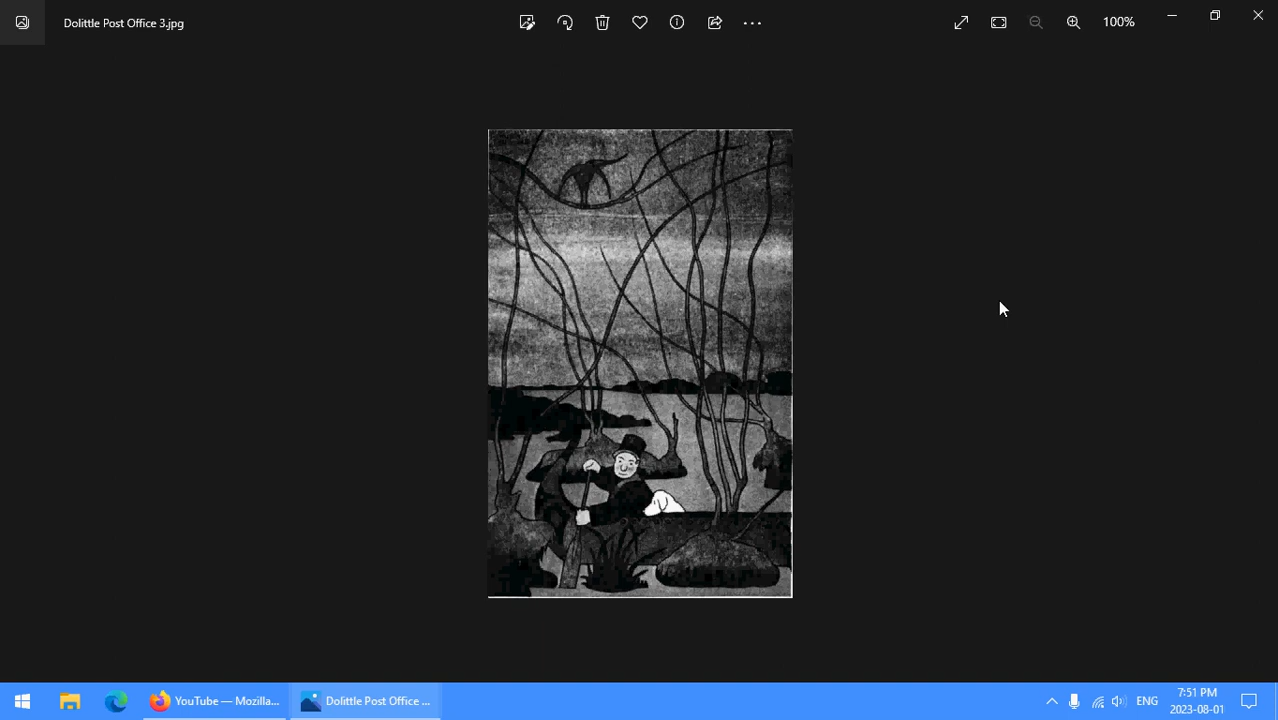 Dolittle Post Office 3.jpg
100%
YouTube — Mozilla...
Dolittle Post Office ...
ENG
7:51 PM
2023-08-01